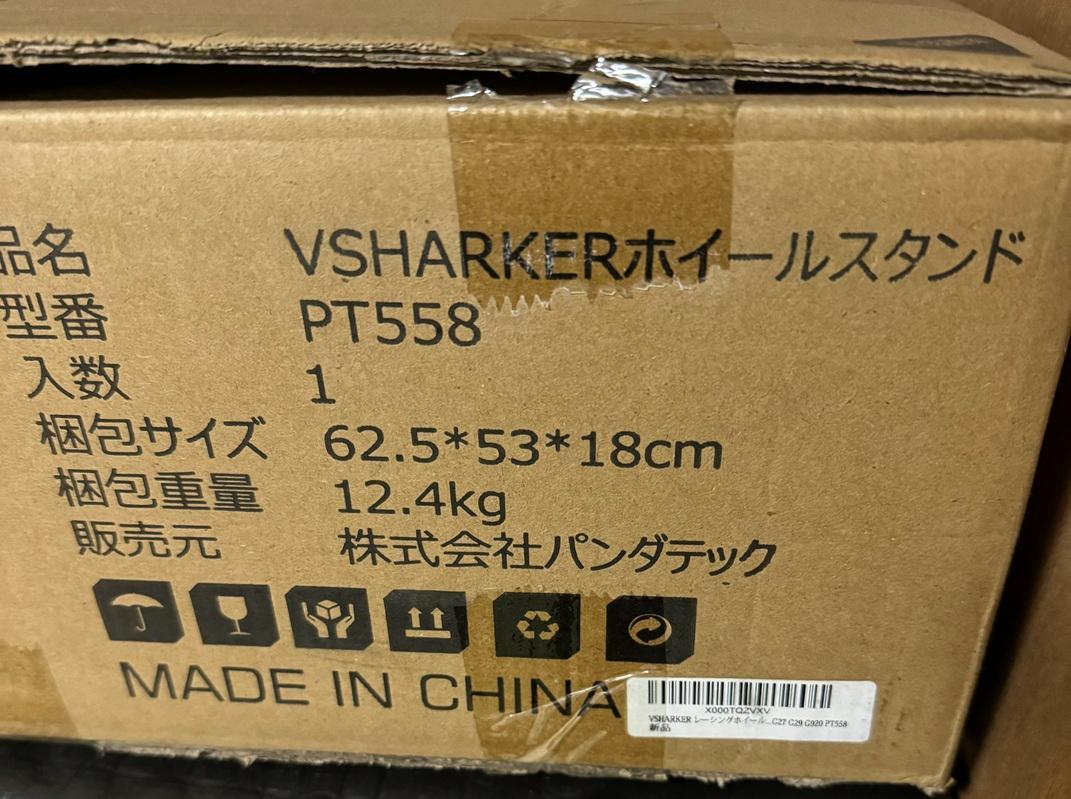 品名 VSHARKERホイールスタンド
型番 PT558
入数 1
梱包サイズ 62.5*53*18cm
梱包重量 12.4kg
販売元 株式会社パンダテック
MADE IN CHINA
X000TQZVXV
VSHARKER レーシングホイール...G27 G29 G920 PT558
新品